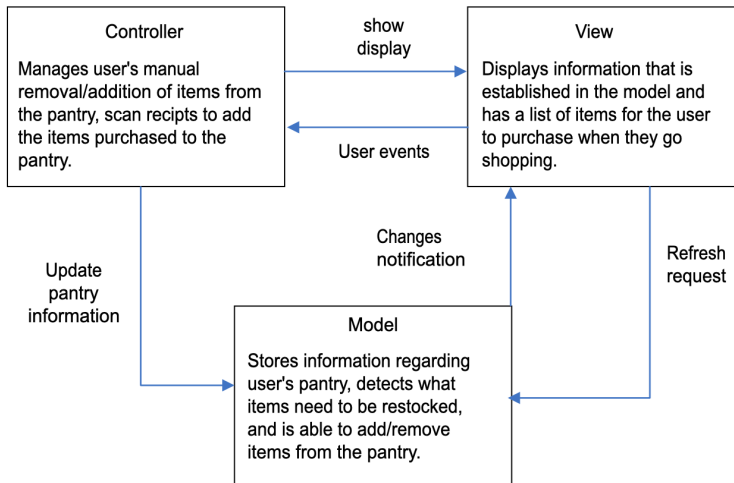 Controller
Manages user's manual
removal/addition of items from
the pantry, scan recipts to add
the items purchased to the
pantry.
show
display
User events
View
Displays information that is
established in the model and
has a list of items for the user
to purchase when they go
shopping.
Update
pantry
information
Changes
notification
Refresh
request
Model
Stores information regarding
user's pantry, detects what
items need to be restocked,
and is able to add/remove
items from the pantry.